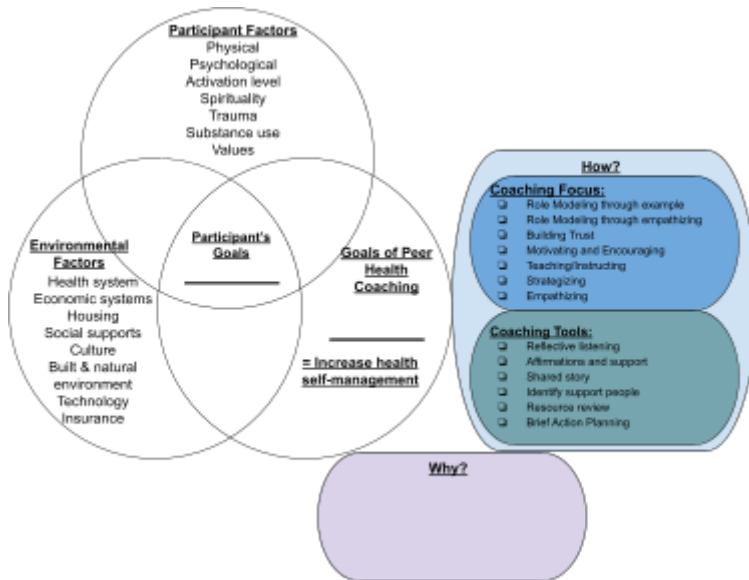 Participant Factors
Physical
Psychological
Activation level
Spirituality
Trauma
Substance use
Values
Environmental
Factors
Health system
Economic systems
Housing
Social supports
Culture
Built & natural
environment
Technology
Insurance
Participant's
Goals
Goals of Peer
Health
Coaching
= Increase health
self-management
How?
Coaching Focus:
❏ Role Modeling through example
❏ Role Modeling through empathizing
❏ Building Trust
❏ Motivating and Encouraging
❏ Teaching/Instructing
❏ Strategizing
❏ Empathizing
Coaching Tools:
❏ Reflective listening
❏ Affirmations and support
❏ Shared story
❏ Identify support people
❏ Resource review
❏ Brief Action Planning
Why?